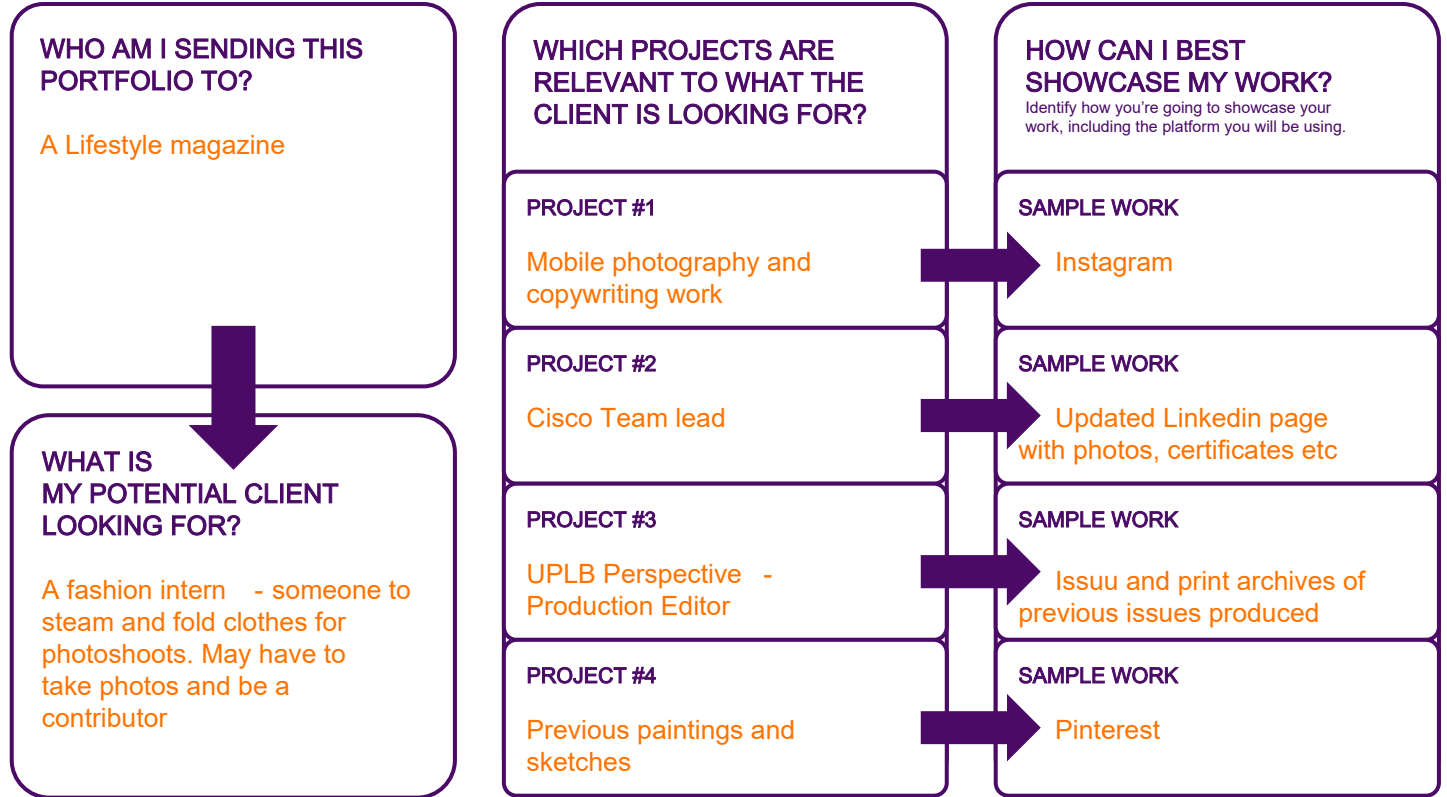 WHO AM I SENDING THIS
PORTFOLIO TO?
A Lifestyle magazine
WHAT IS
MY POTENTIAL CLIENT
LOOKING FOR?
A fashion intern - someone to
steam and fold clothes for
photoshoots. May have to
take photos and be a
contributor
WHICH PROJECTS ARE
RELEVANT TO WHAT THE
CLIENT IS LOOKING FOR?
HOW CAN I BEST
SHOWCASE MY WORK?
Identify how you're going to showcase your
work, including the platform you will be using.
PROJECT #1
Mobile photography and
copywriting work
SAMPLE WORK
Instagram
PROJECT #2
Cisco Team lead
SAMPLE WORK
Updated Linkedin page
with photos, certificates etc
PROJECT #3
UPLB Perspective -
Production Editor
SAMPLE WORK
Issuu and print archives of
previous issues produced
PROJECT #4
Previous paintings and
sketches
SAMPLE WORK
Pinterest